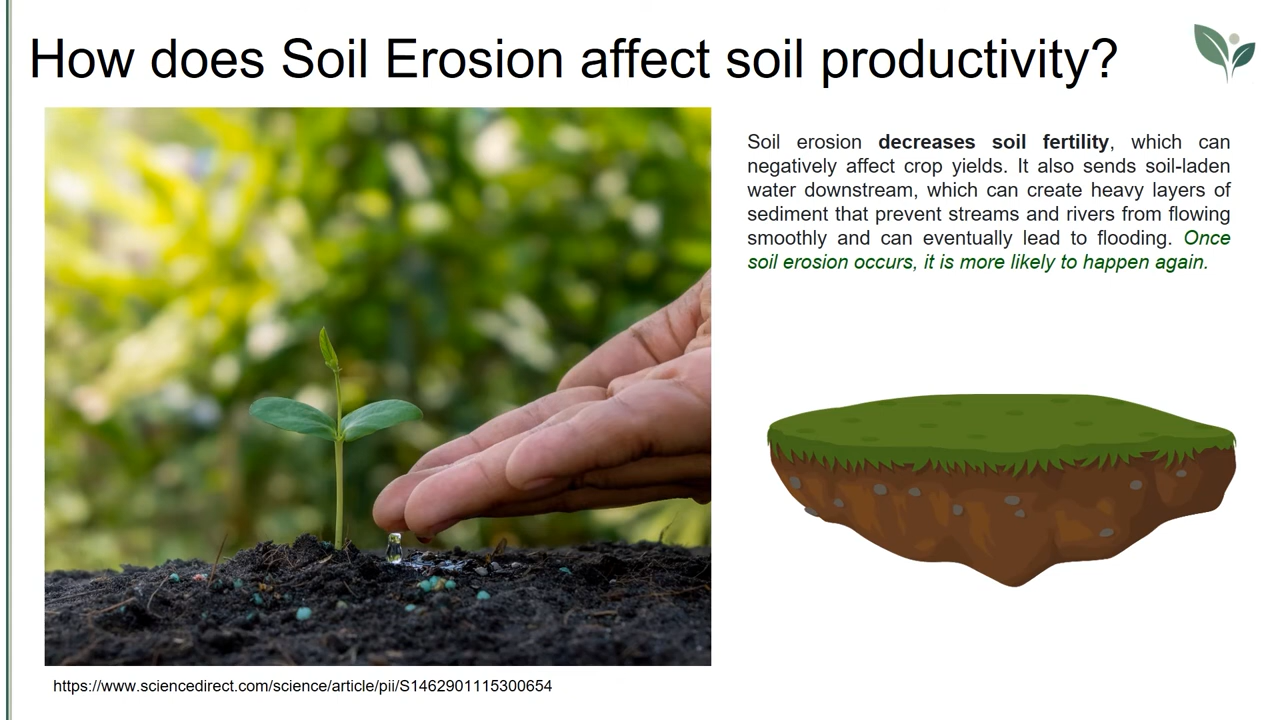 How does Soil Erosion affect soil productivity?
Soil erosion decreases soil fertility, which can
negatively affect crop yields. It also sends soil-laden
water downstream, which can create heavy layers of
sediment that prevent streams and rivers from flowing
smoothly and can eventually lead to flooding. Once
soil erosion occurs, it is more likely to happen again.
https://www.sciencedirect.com/science/article/pii/S1462901115300654